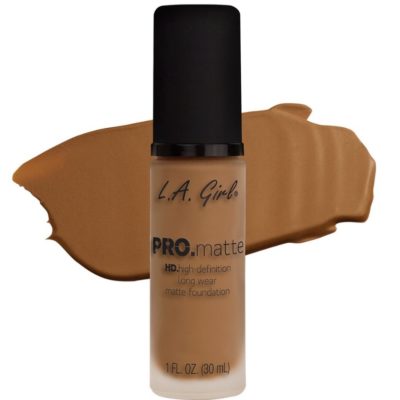 L.A. Girl®
PRO.matte
HD.high-definition
long wear
matte foundation
1 FL. OZ. (30 mL)